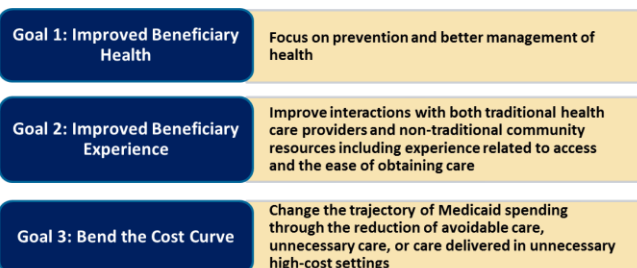 Goal 1: Improved Beneficiary
Health
Focus on prevention and better management of
health
Goal 2: Improved Beneficiary
Experience
Improve interactions with both traditional health
care providers and non-traditional community
resources including experience related to access
and the ease of obtaining care
Goal 3: Bend the Cost Curve
Change the trajectory of Medicaid spending
through the reduction of avoidable care,
unnecessary care, or care delivered in unnecessary
high-cost settings